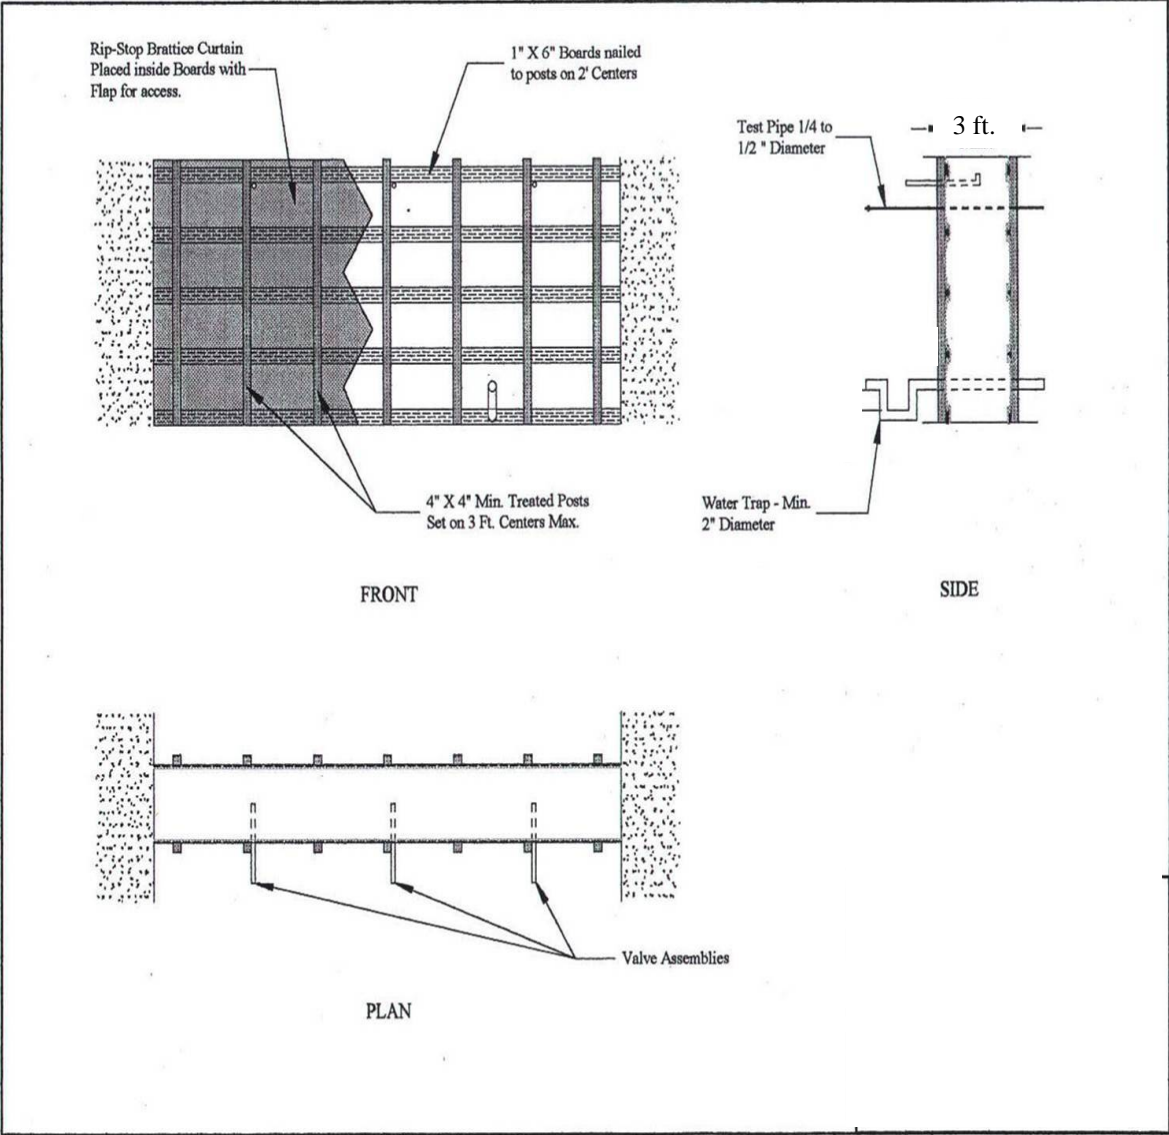 Rip-Stop Brattice Curtain
Placed inside Boards with
Flap for access.
1" X 6" Boards nailed
to posts on 2' Centers
Test Pipe 1/4 to
1/2 " Diameter
3 ft.
4" X 4" Min. Treated Posts
Set on 3 Ft. Centers Max.
Water Trap - Min.
2" Diameter
FRONT
SIDE
Valve Assemblies
PLAN